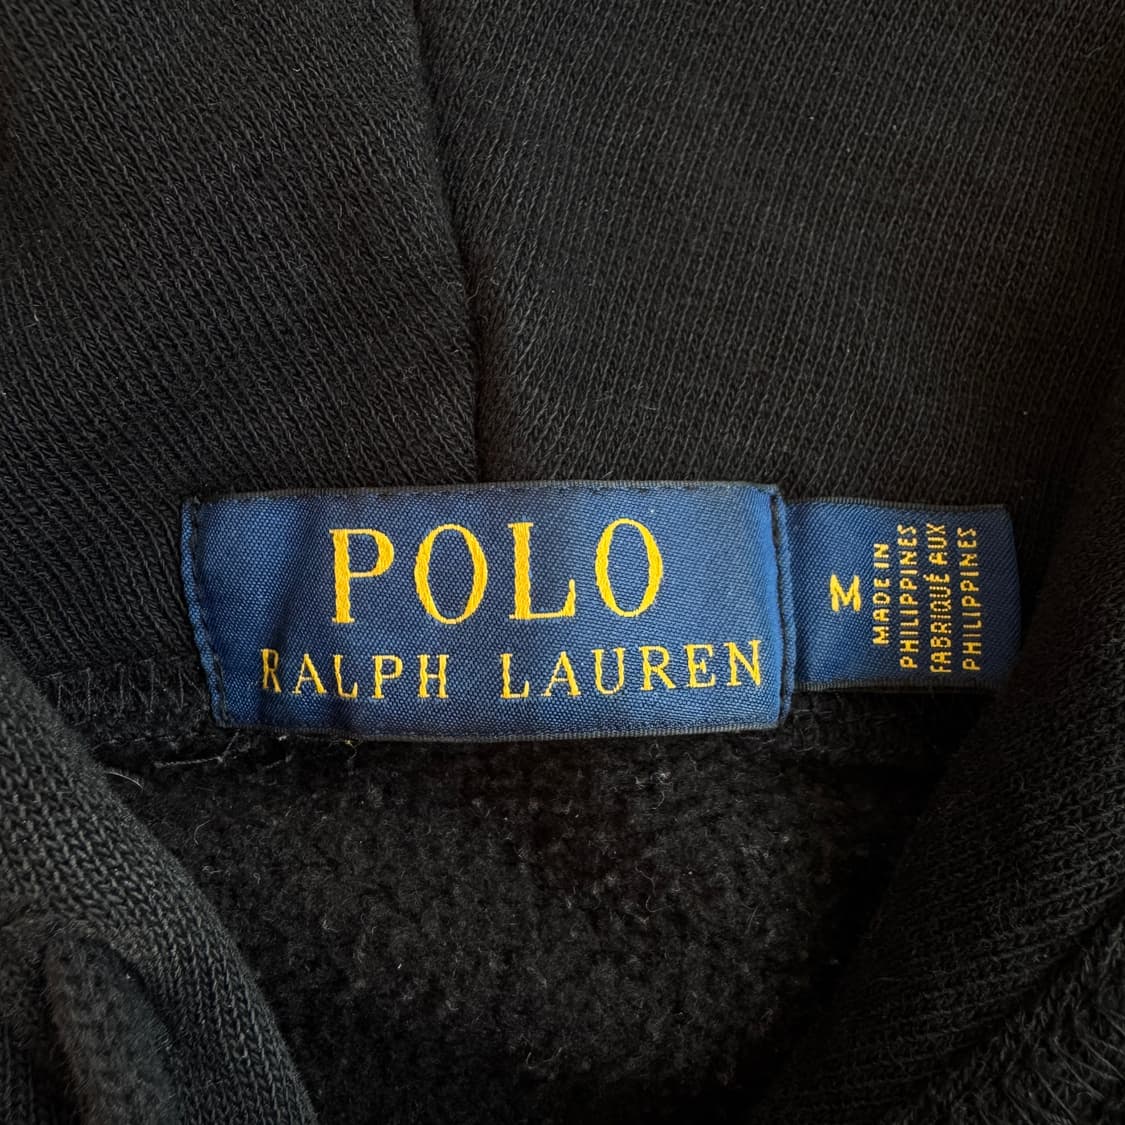 POLO
RALPH LAUREN
M
MADE IN
PHILIPPINES
FABRIQUÉ AUX
PHILIPPINES